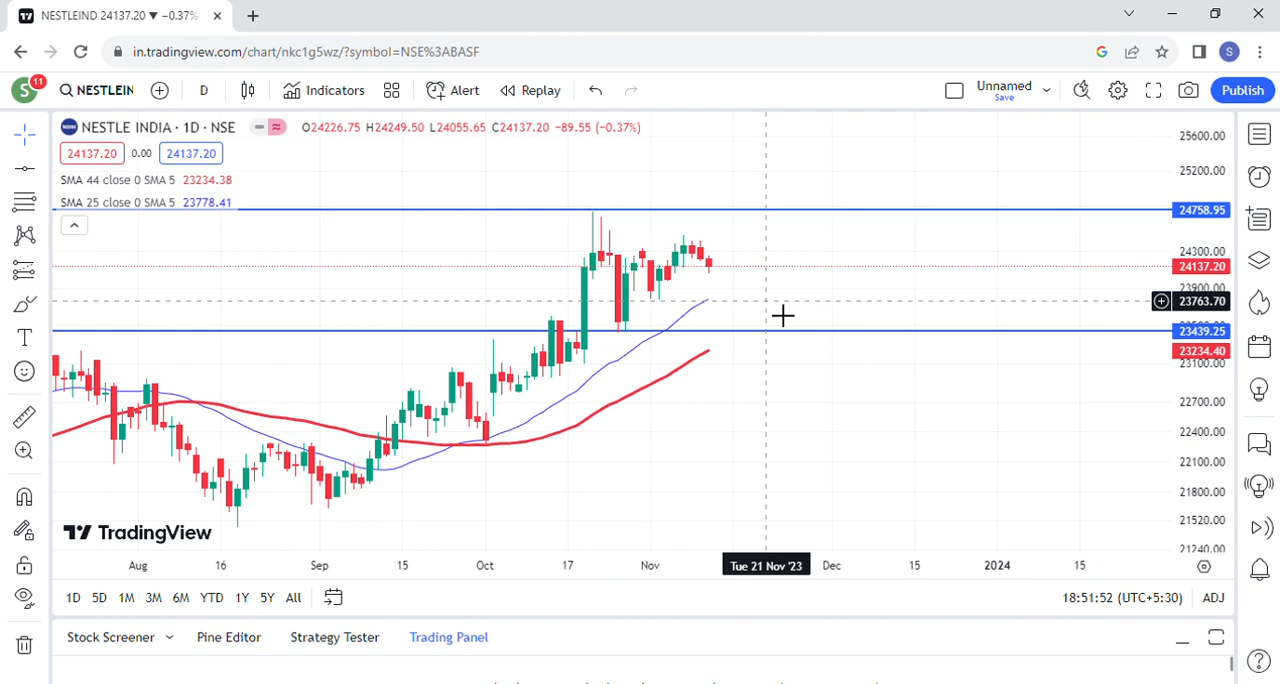 NESTLEIND 24137.20 ▼ −0.37%
in.tradingview.com/chart/nkc1g5wz/?symbol=NSE%3ABASF
S
S 11 NESTLEIN D Indicators Alert Replay Unnamed Save Publish
NESTLE INDIA · 1D · NSE O24226.75 H24249.50 L24055.65 C24137.20 −89.55 (−0.37%)
24137.20 0.00 24137.20
SMA 44 close 0 SMA 5 23234.38
SMA 25 close 0 SMA 5 23778.41
25600.00
25200.00
24758.95
24300.00
24137.20
23900.00
23763.70
23439.25
23234.40
23100.00
22700.00
22400.00
22100.00
21800.00
21520.00
21240.00
TradingView
Aug 16 Sep 15 Oct 17 Nov Tue 21 Nov '23 Dec 15 2024 15
1D 5D 1M 3M 6M YTD 1Y 5Y All 18:51:52 (UTC+5:30) ADJ
Stock Screener Pine Editor Strategy Tester Trading Panel